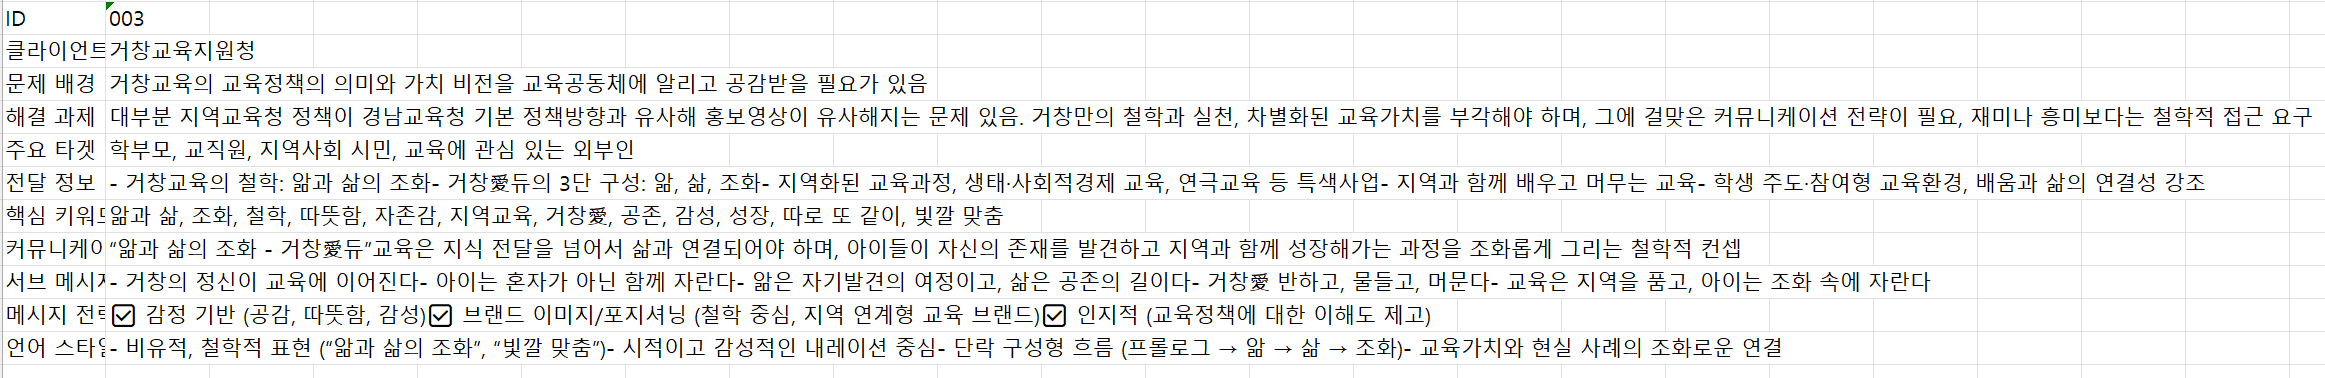 ID 003
클라이언트 거창교육지원청
문제 배경 거창교육의 교육정책의 의미와 가치 비전을 교육공동체에 알리고 공감받을 필요가 있음
해결 과제 대부분 지역교육청 정책이 경남교육청 기본 정책방향과 유사해 홍보영상이 유사해지는 문제 있음. 거창만의 철학과 실천, 차별화된 교육가치를 부각해야 하며, 그에 걸맞은 커뮤니케이션 전략이 필요, 재미나 흥미보다는 철학적 접근 요구
주요 타겟 학부모, 교직원, 지역사회 시민, 교육에 관심 있는 외부인
전달 정보 - 거창교육의 철학: 앎과 삶의 조화- 거창愛듀의 3단 구성: 앎, 삶, 조화- 지역화된 교육과정, 생태·사회적경제 교육, 연극교육 등 특색사업- 지역과 함께 배우고 머무는 교육- 학생 주도·참여형 교육환경, 배움과 삶의 연결성 강조
핵심 키워드 앎과 삶, 조화, 철학, 따뜻함, 자존감, 지역교육, 거창愛, 공존, 감성, 성장, 따로 또 같이, 빛깔 맞춤
커뮤니케이 "앎과 삶의 조화 - 거창愛듀"교육은 지식 전달을 넘어서 삶과 연결되어야 하며, 아이들이 자신의 존재를 발견하고 지역과 함께 성장해가는 과정을 조화롭게 그리는 철학적 컨셉
서브 메시지 - 거창의 정신이 교육에 이어진다- 아이는 혼자가 아닌 함께 자란다- 앎은 자기발견의 여정이고, 삶은 공존의 길이다- 거창愛 반하고, 물들고, 머문다- 교육은 지역을 품고, 아이는 조화 속에 자란다
메시지 전략 ☑ 감정 기반 (공감, 따뜻함, 감성)☑ 브랜드 이미지/포지셔닝 (철학 중심, 지역 연계형 교육 브랜드)☑ 인지적 (교육정책에 대한 이해도 제고)
언어 스타일 - 비유적, 철학적 표현 ("앎과 삶의 조화", "빛깔 맞춤")- 시적이고 감성적인 내레이션 중심- 단락 구성형 흐름 (프롤로그 → 앎 → 삶 → 조화)- 교육가치와 현실 사례의 조화로운 연결